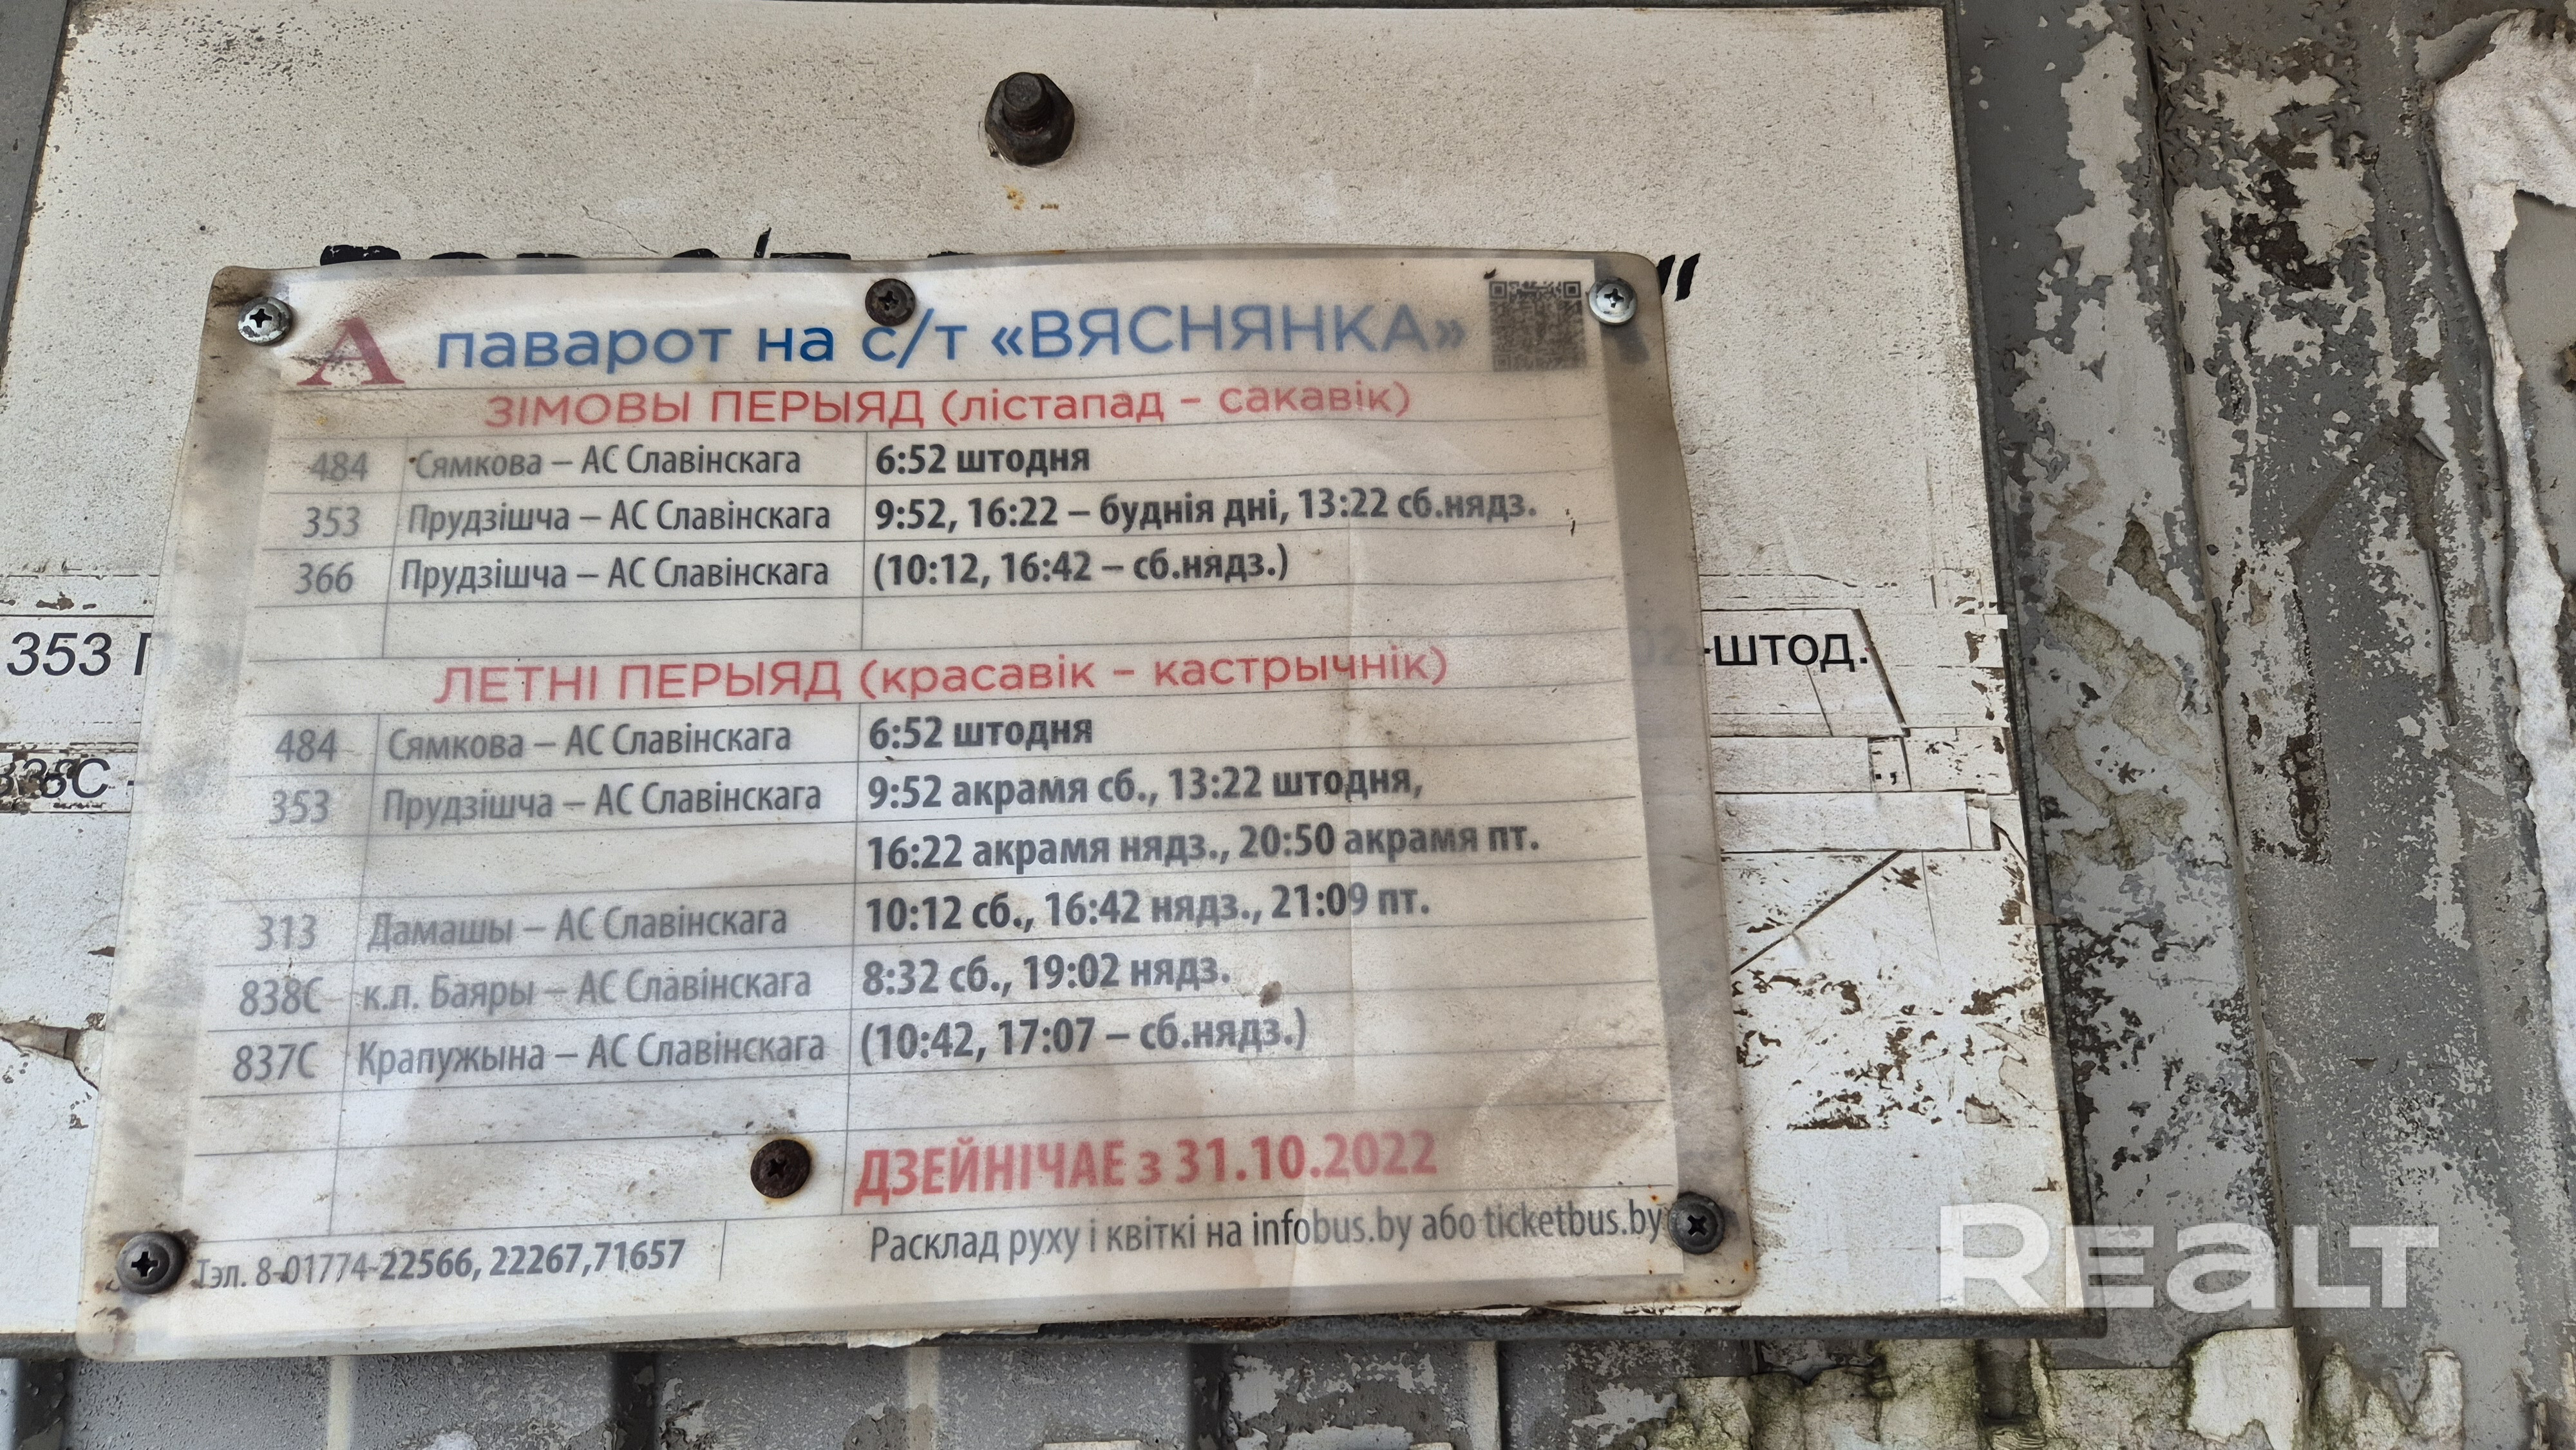 А паварот на с/т «ВЯСНЯНКА»
ЗІМОВЫ ПЕРЫЯД (лістапад – сакавік)
484 Сямкова – АС Славінскага 6:52 штодня
353 Прудзішча – АС Славінскага 9:52, 16:22 – буднія дні, 13:22 сб.нядз.
366 Прудзішча – АС Славінскага (10:12, 16:42 – сб.нядз.)
353
-штод.
ЛЕТНІ ПЕРЫЯД (красавік – кастрычнік)
484 Сямкова – АС Славінскага 6:52 штодня
353 Прудзішча – АС Славінскага 9:52 акрамя сб., 13:22 штодня,
16:22 акрамя нядз., 20:50 акрамя пт.
313 Дамашы – АС Славінскага 10:12 сб., 16:42 нядз., 21:09 пт.
838С к.п. Баяры – АС Славінскага 8:32 сб., 19:02 нядз.
837С Крапужына – АС Славінскага (10:42, 17:07 – сб.нядз.)
ДЗЕЙНІЧАЕ з 31.10.2022
Тэл. 8-01774-22566, 22267,71657
Расклад руху і квіткі на infobus.by або ticketbus.by
REALT